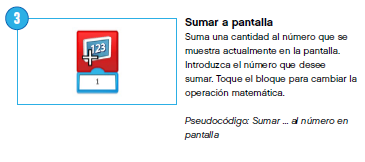 3
Sumar a pantalla
Suma una cantidad al número que se
muestra actualmente en la pantalla.
Introduzca el número que desee
sumar. Toque el bloque para cambiar la
operación matemática.
123
1
Pseudocódigo: Sumar ... al número en
pantalla